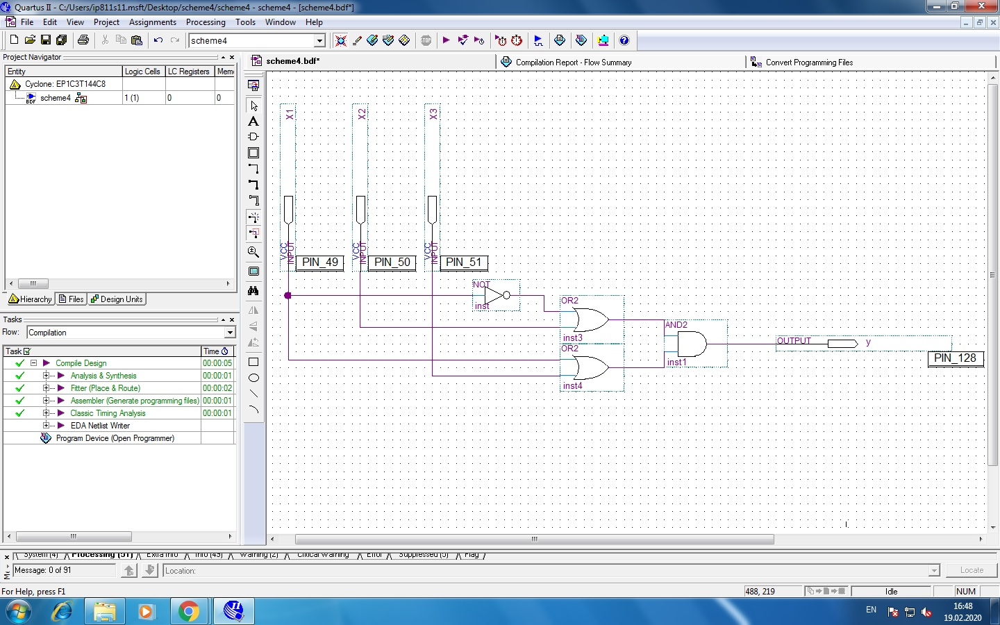 Quartus II - C:/Users/ip811s11.msft/Desktop/scheme4/scheme4 - scheme4 - [scheme4.bdf*]
File Edit View Project Assignments Processing Tools Window Help
scheme4
STOP
Project Navigator
Entity Logic Cells LC Registers Mem
Cyclone: EP1C3T144C8
BDF scheme4 1 (1) 0 0
Hierarchy Files Design Units
Tasks
Flow: Compilation
Task Time
Compile Design 00:00:05
Analysis & Synthesis 00:00:01
Fitter (Place & Route) 00:00:02
Assembler (Generate programming files) 00:00:01
Classic Timing Analysis 00:00:01
EDA Netlist Writer
Program Device (Open Programmer)
scheme4.bdf*
Compilation Report - Flow Summary
Convert Programming Files
X1 X2 X3
VCC INPUT VCC INPUT VCC INPUT
PIN_49 PIN_50 PIN_51
NOT
inst
OR2
inst3
OR2
inst4
AND2
inst1
OUTPUT y
PIN_128
System (4) Processing (51) Extra Info Info (49) Warning (2) Critical Warning Error Suppressed (5) Flag
Message: 0 of 91
Location:
Locate
For Help, press F1
488, 219
Idle
NUM
EN
16:48
19.02.2020